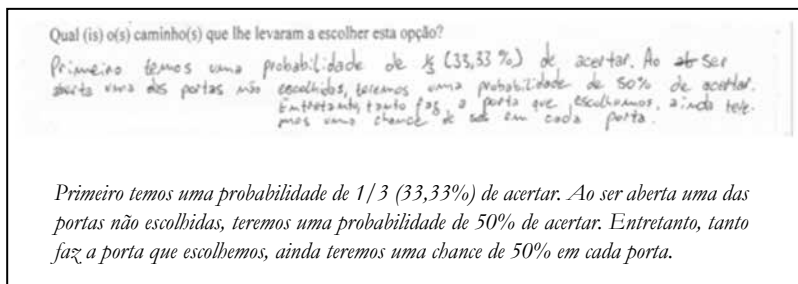 Qual (is) o(s) caminho(s) que lhe levaram a escolher esta opção?
Primeiro temos uma probabilidade de 1/3 (33,33 %) de acertar. Ao ser
aberta uma das portas não escolhidas, teremos uma probabilidade de 50% de acertar.
Entretanto, tanto faz a porta que escolhemos, ainda tere-
mos uma chance de 50% em cada porta.
Primeiro temos uma probabilidade de 1/3 (33,33%) de acertar. Ao ser aberta uma das
portas não escolhidas, teremos uma probabilidade de 50% de acertar. Entretanto, tanto
faz a porta que escolhemos, ainda teremos uma chance de 50% em cada porta.